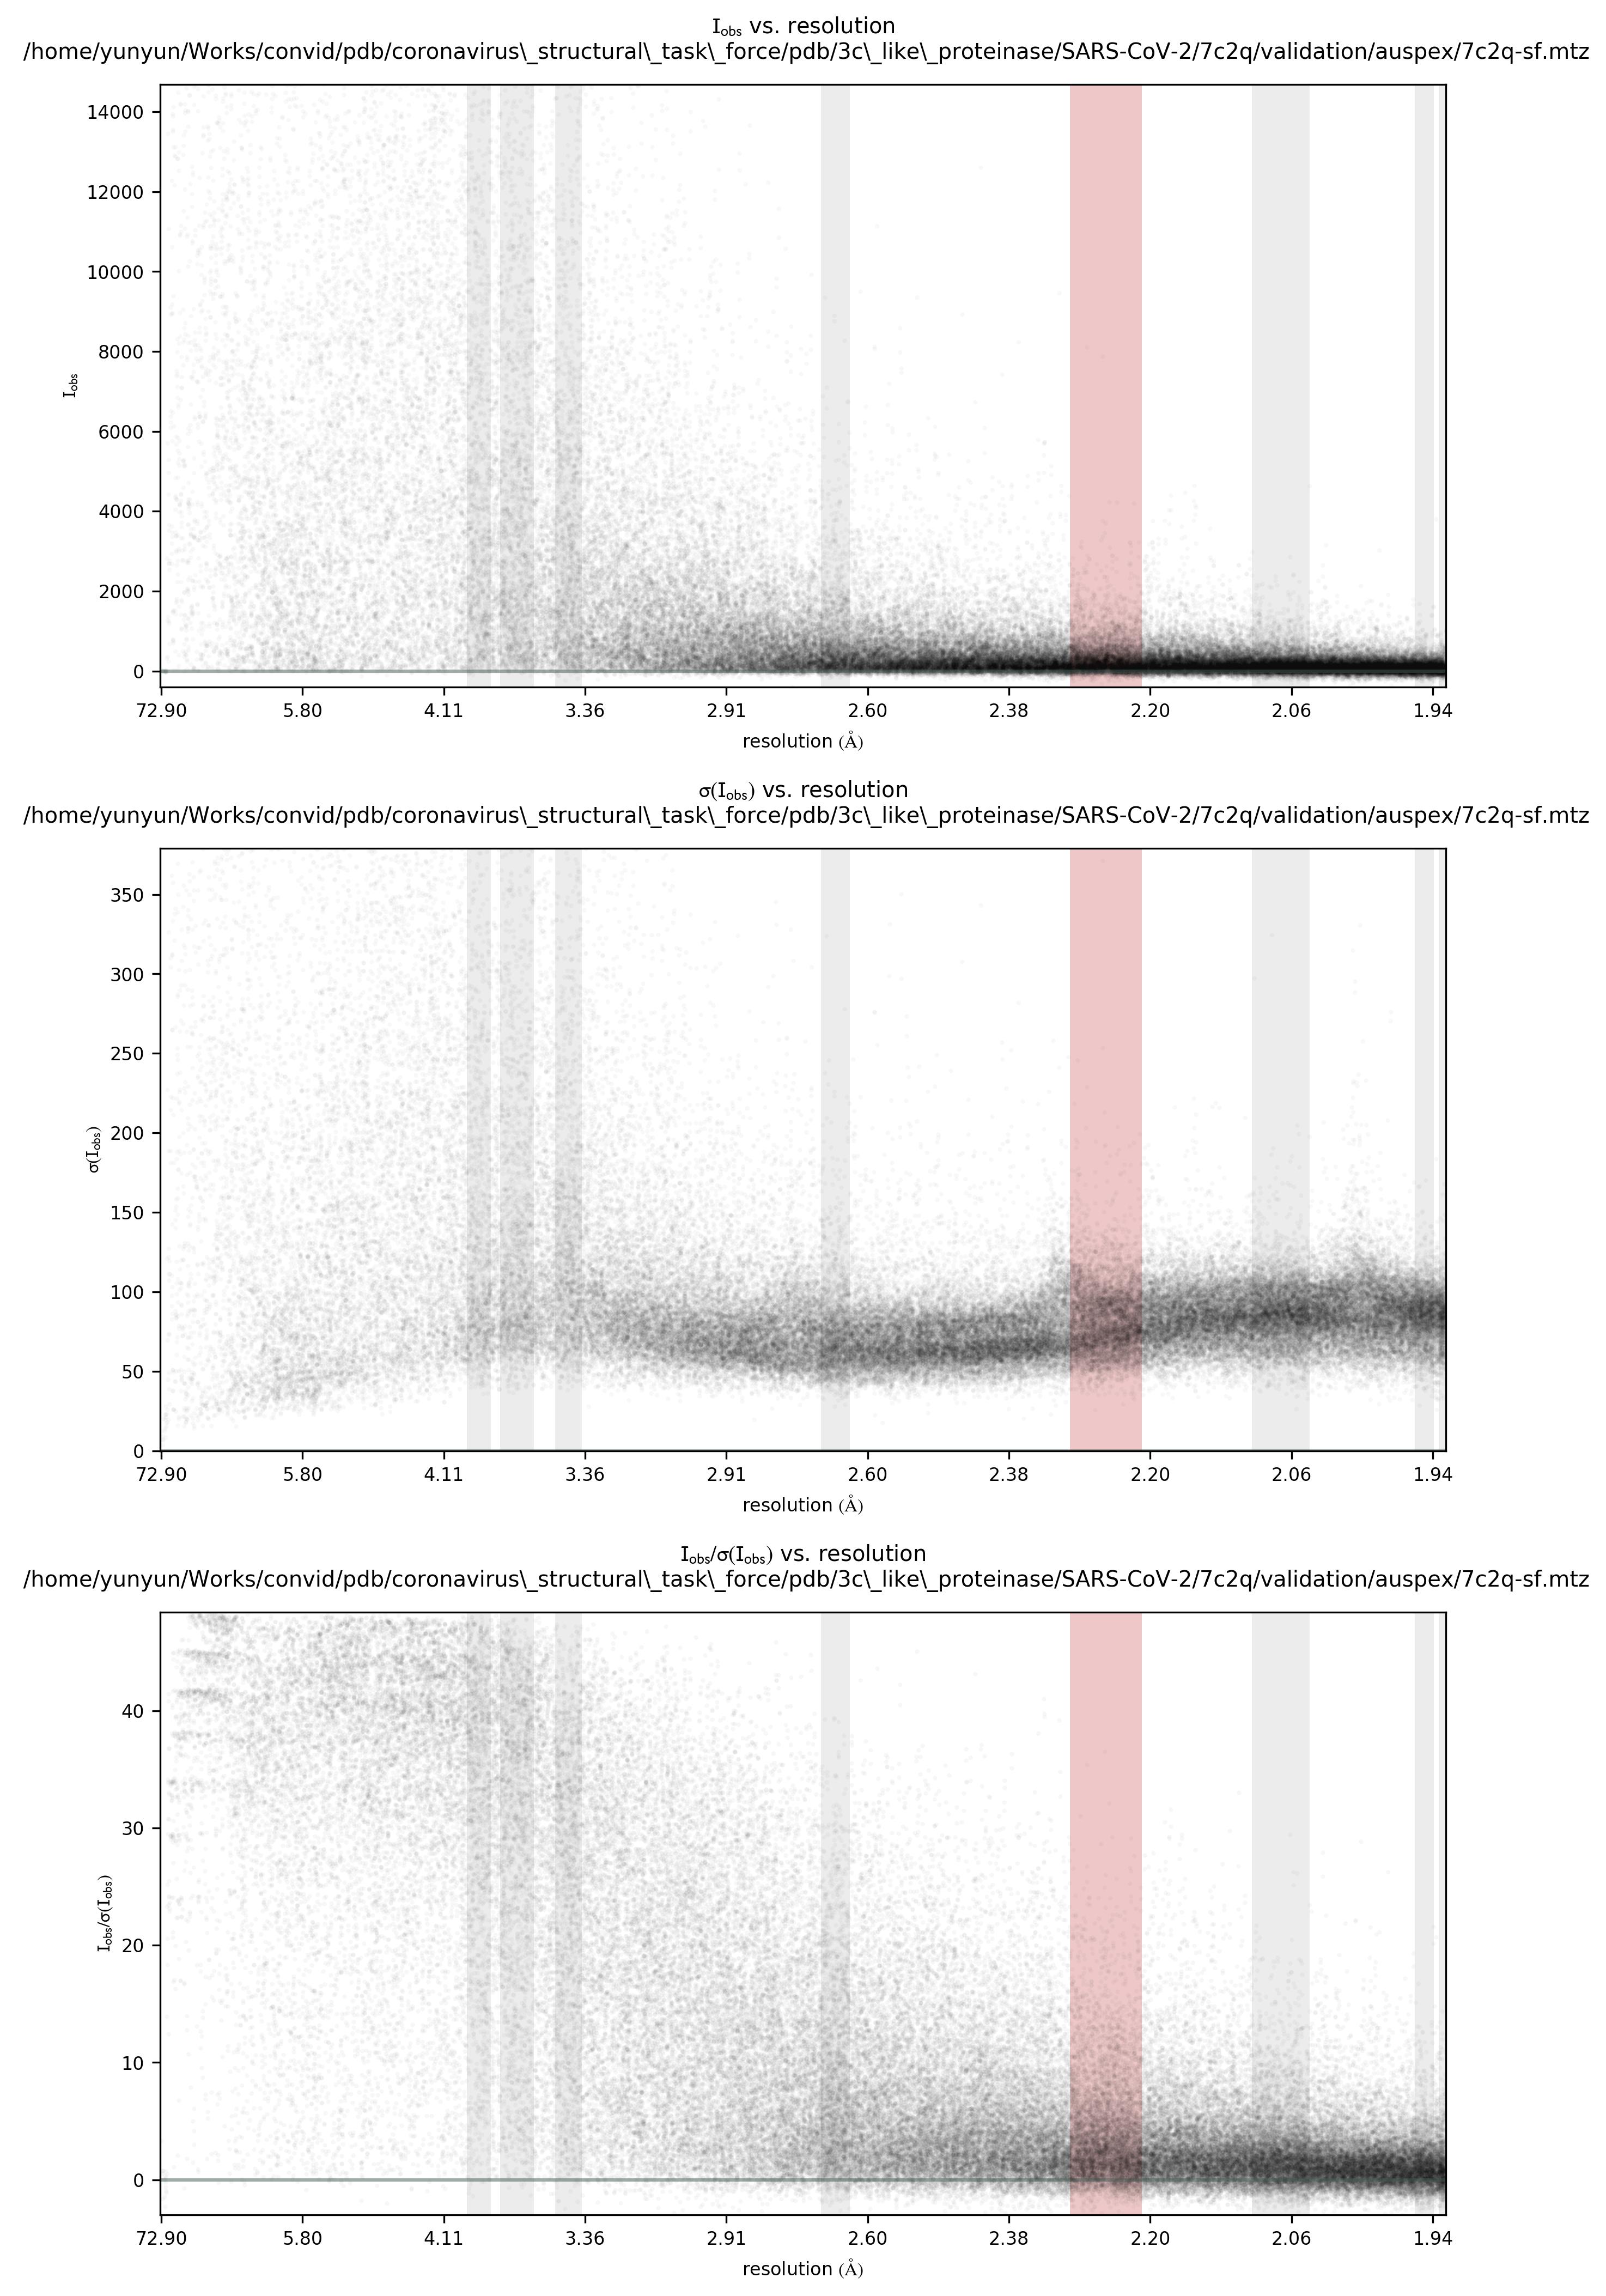 Iobs vs. resolution
/home/yunyun/Works/convid/pdb/coronavirus\_structural\_task\_force/pdb/3c\_like\_proteinase/SARS-CoV-2/7c2q/validation/auspex/7c2q-sf.mtz
14000
12000
10000
8000
6000
4000
2000
0
Iobs
72.90 5.80 4.11 3.36 2.91 2.60 2.38 2.20 2.06 1.94
resolution (Å)
σ(Iobs) vs. resolution
/home/yunyun/Works/convid/pdb/coronavirus\_structural\_task\_force/pdb/3c\_like\_proteinase/SARS-CoV-2/7c2q/validation/auspex/7c2q-sf.mtz
350
300
250
200
150
100
50
0
σ(Iobs)
72.90 5.80 4.11 3.36 2.91 2.60 2.38 2.20 2.06 1.94
resolution (Å)
Iobs/σ(Iobs) vs. resolution
/home/yunyun/Works/convid/pdb/coronavirus\_structural\_task\_force/pdb/3c\_like\_proteinase/SARS-CoV-2/7c2q/validation/auspex/7c2q-sf.mtz
40
30
20
10
0
Iobs/σ(Iobs)
72.90 5.80 4.11 3.36 2.91 2.60 2.38 2.20 2.06 1.94
resolution (Å)